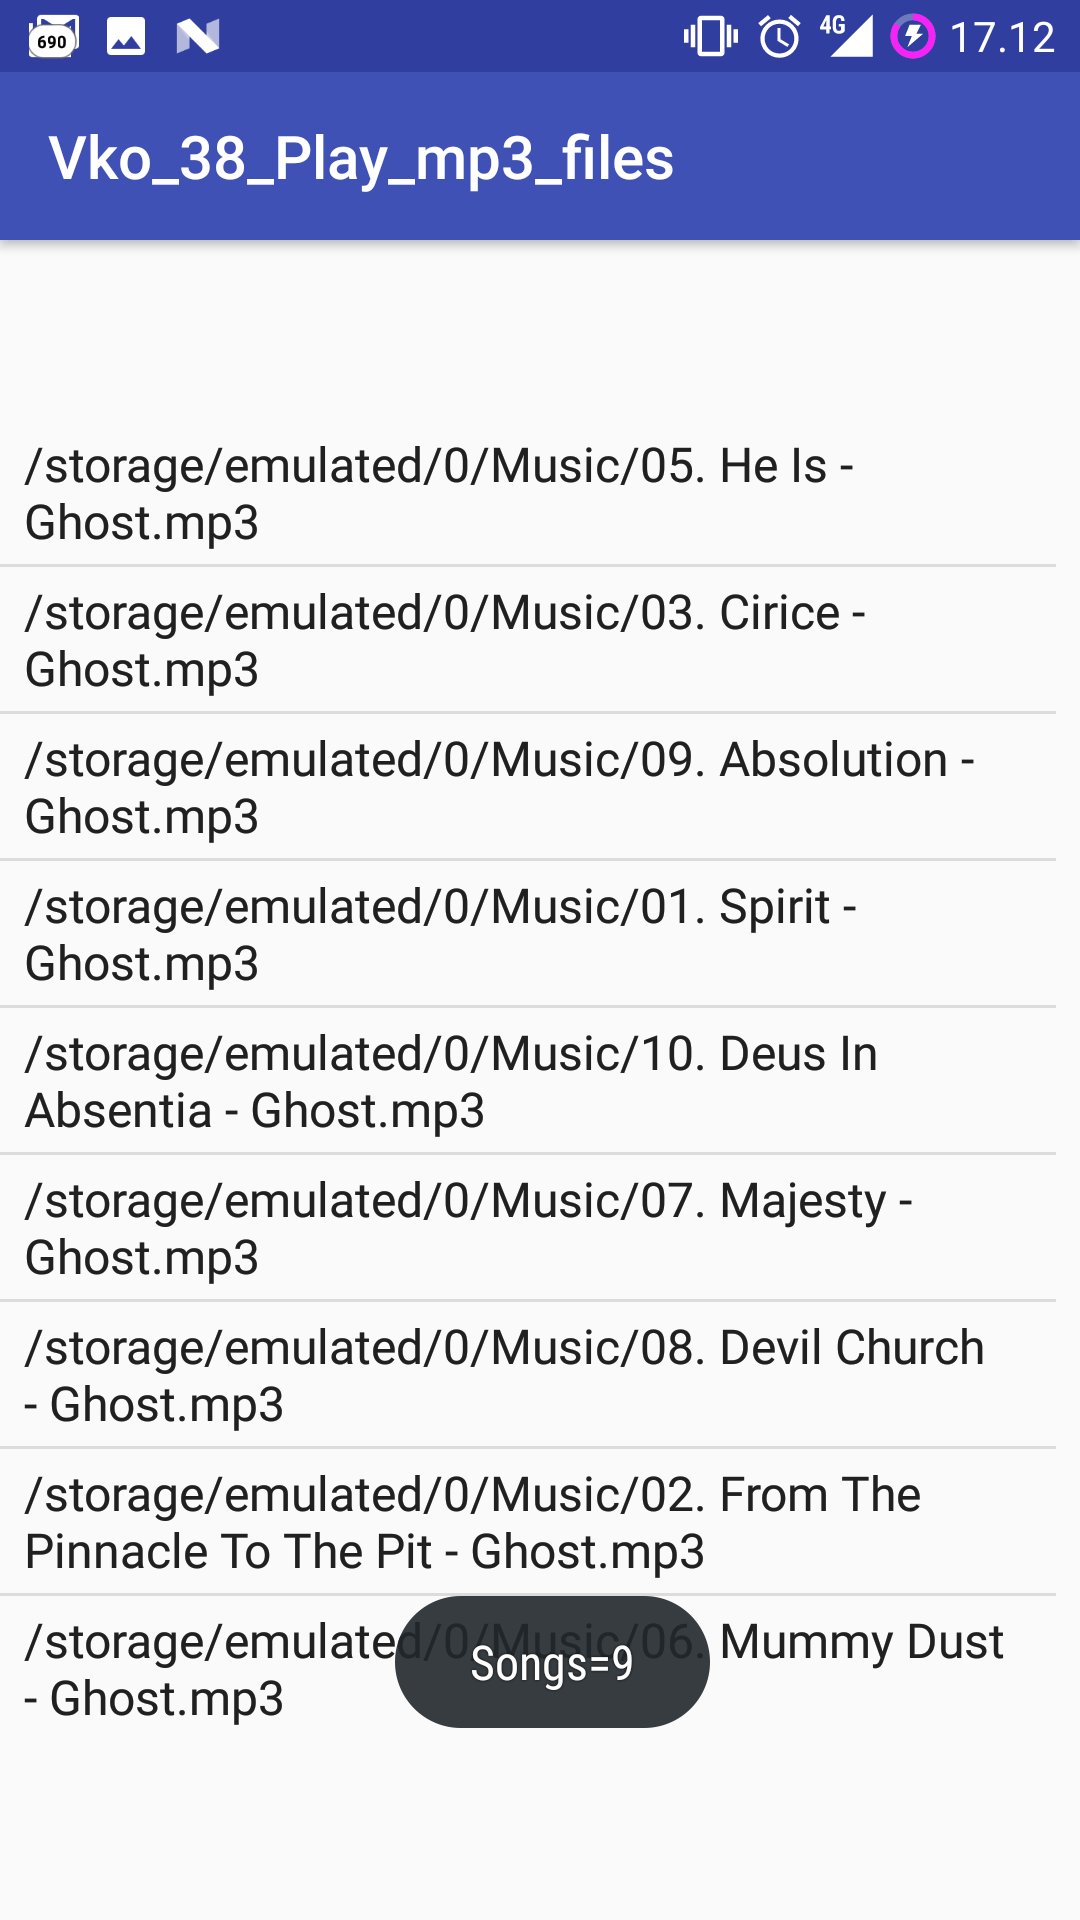 690
4G
17.12
Vko_38_Play_mp3_files
/storage/emulated/0/Music/05. He Is -
Ghost.mp3
/storage/emulated/0/Music/03. Cirice -
Ghost.mp3
/storage/emulated/0/Music/09. Absolution -
Ghost.mp3
/storage/emulated/0/Music/01. Spirit -
Ghost.mp3
/storage/emulated/0/Music/10. Deus In
Absentia - Ghost.mp3
/storage/emulated/0/Music/07. Majesty -
Ghost.mp3
/storage/emulated/0/Music/08. Devil Church
- Ghost.mp3
/storage/emulated/0/Music/02. From The
Pinnacle To The Pit - Ghost.mp3
/storage/emulated/0/Music/06. Mummy Dust
- Ghost.mp3
Songs=9